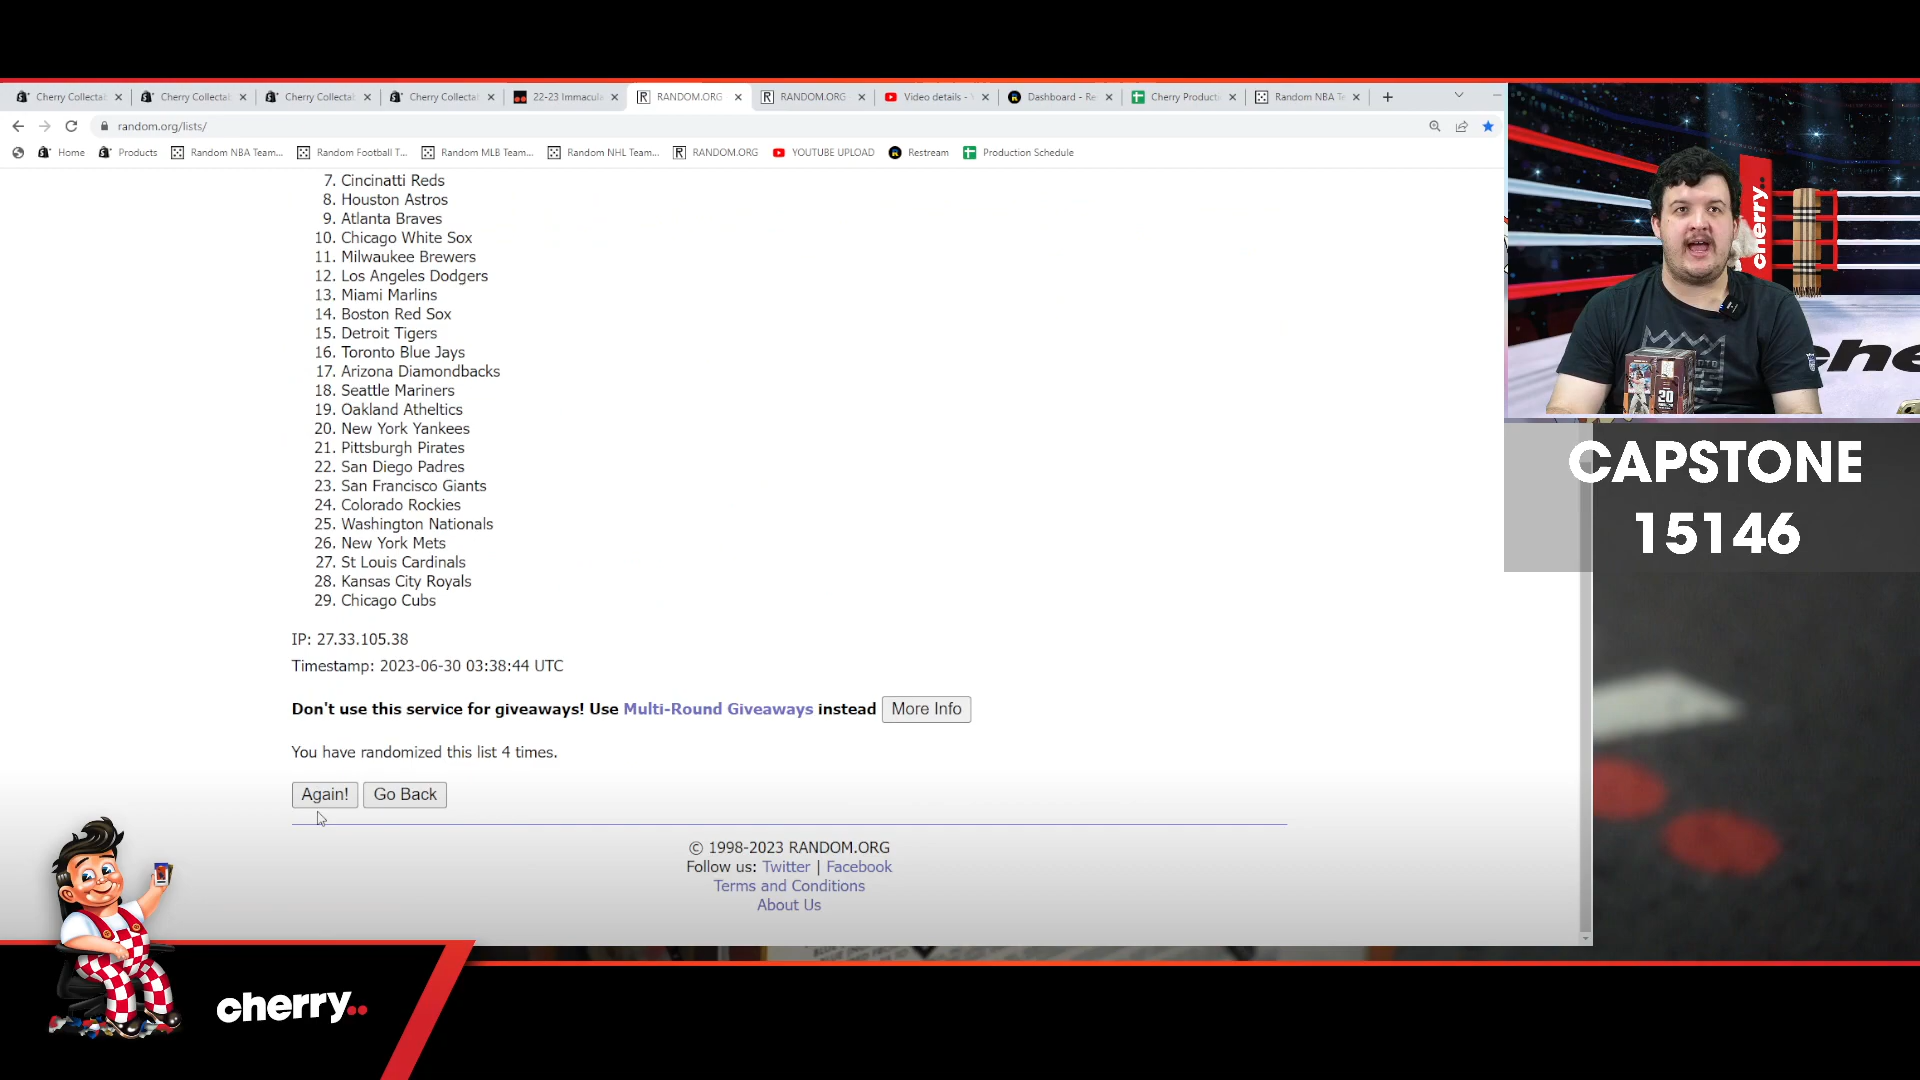 Cherry Collecta
Cherry Collecta
Cherry Collecta
Cherry Collecta
22-23 Immacula
RANDOM.ORG
RANDOM.ORG
Video details -
Dashboard - Re
Cherry Product
Random NBA Te
random.org/lists/
Home
Products
Random NBA Team...
Random Football T...
Random MLB Team...
Random NHL Team...
RANDOM.ORG
YOUTUBE UPLOAD
Restream
Production Schedule
7. Cincinatti Reds
8. Houston Astros
9. Atlanta Braves
10. Chicago White Sox
11. Milwaukee Brewers
12. Los Angeles Dodgers
13. Miami Marlins
14. Boston Red Sox
15. Detroit Tigers
16. Toronto Blue Jays
17. Arizona Diamondbacks
18. Seattle Mariners
19. Oakland Atheltics
20. New York Yankees
21. Pittsburgh Pirates
22. San Diego Padres
23. San Francisco Giants
24. Colorado Rockies
25. Washington Nationals
26. New York Mets
27. St Louis Cardinals
28. Kansas City Royals
29. Chicago Cubs
IP: 27.33.105.38
Timestamp: 2023-06-30 03:38:44 UTC
Don't use this service for giveaways! Use Multi-Round Giveaways instead More Info
You have randomized this list 4 times.
Again! Go Back
© 1998-2023 RANDOM.ORG
Follow us: Twitter | Facebook
Terms and Conditions
About Us
cherry..
che
20
CAPSTONE
15146
cherry..